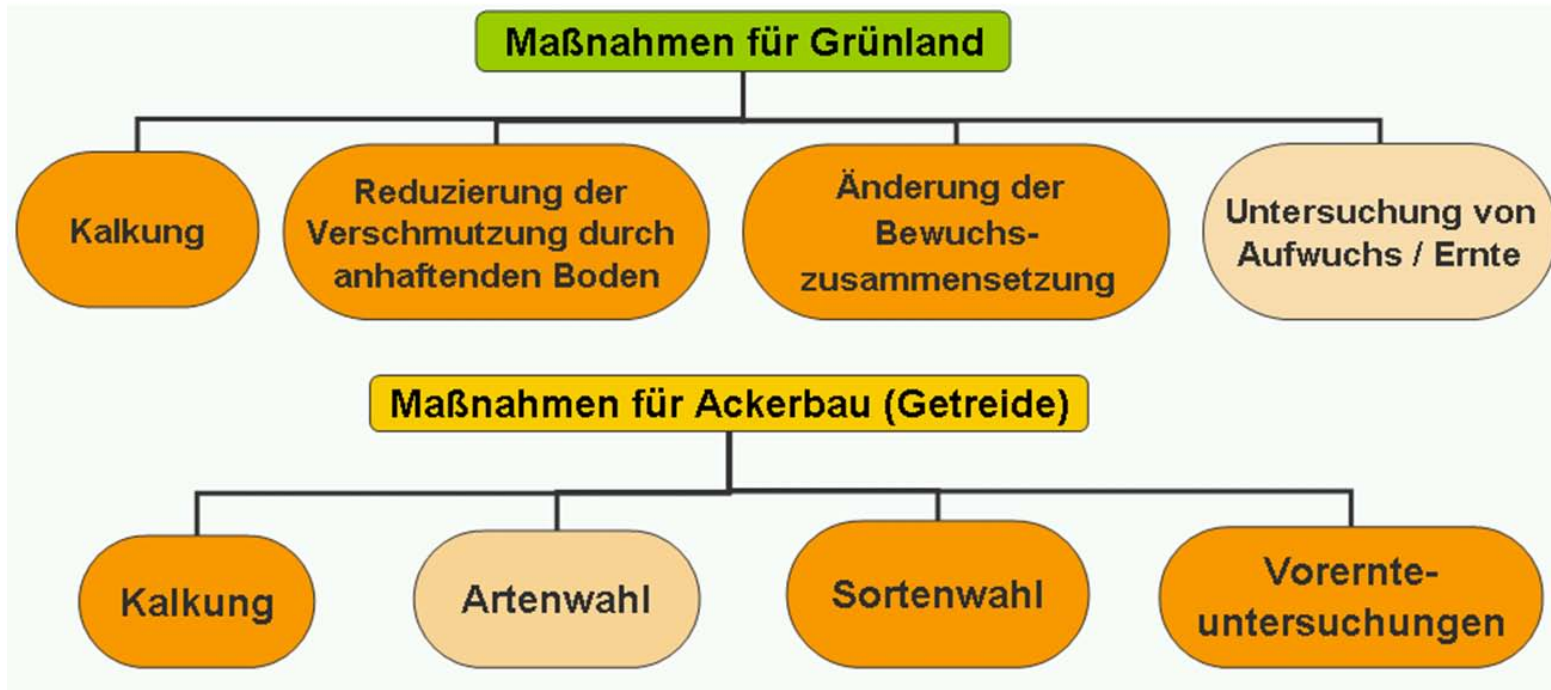 Maßnahmen für Grünland
Kalkung
Reduzierung der
Verschmutzung durch
anhaftenden Boden
Änderung der
Bewuchs-
zusammensetzung
Untersuchung von
Aufwuchs / Ernte
Maßnahmen für Ackerbau (Getreide)
Kalkung
Artenwahl
Sortenwahl
Vorernte-
untersuchungen